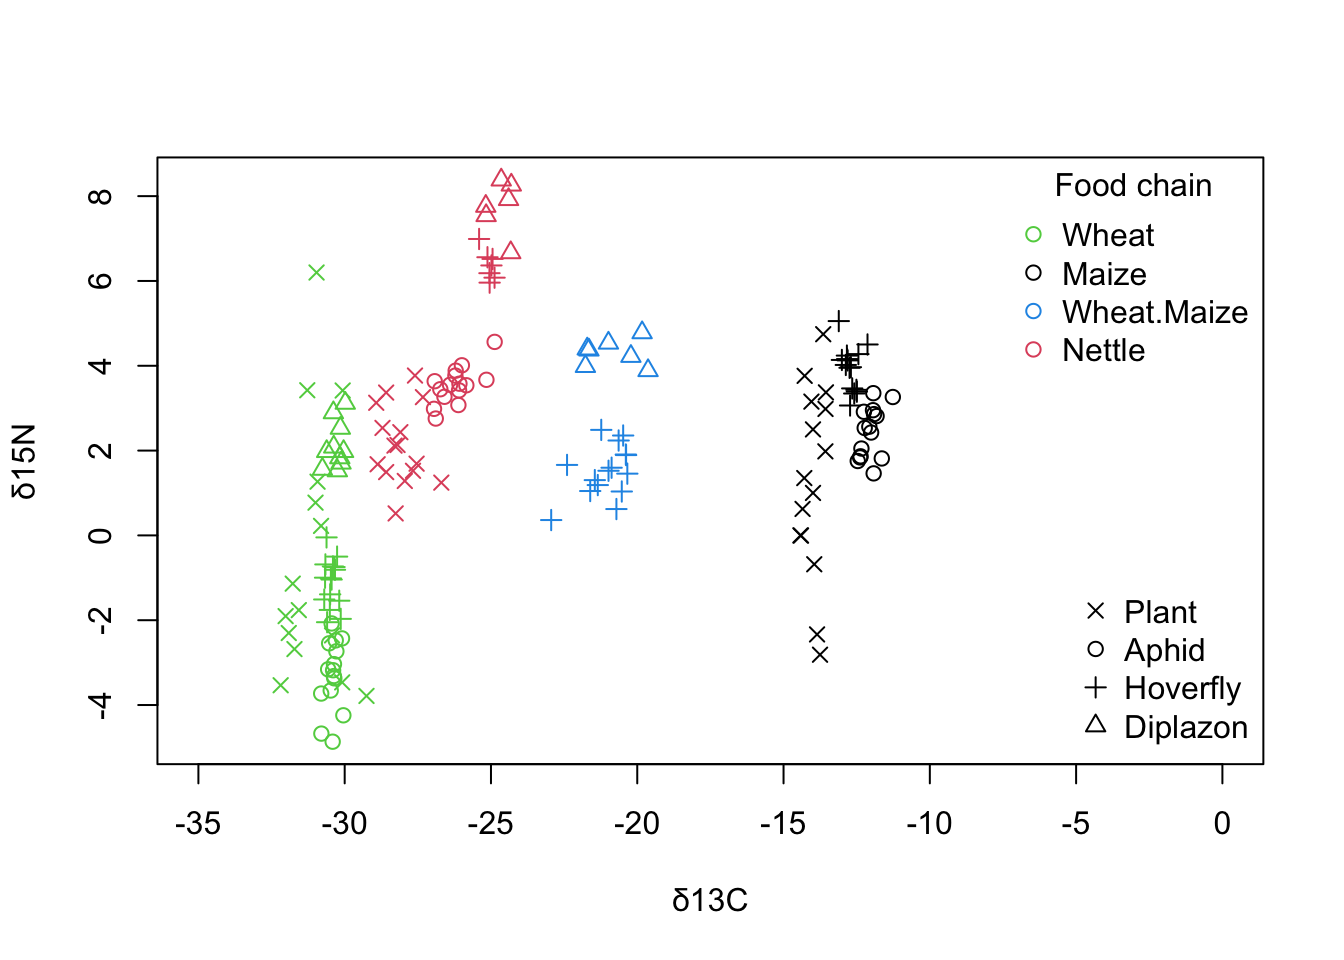 Food chain
Wheat
Maize
Wheat.Maize
Nettle
Plant
Aphid
Hoverfly
Diplazon
8
6
4
2
0
-2
-4
δ15N
-35 -30 -25 -20 -15 -10 -5 0
δ13C